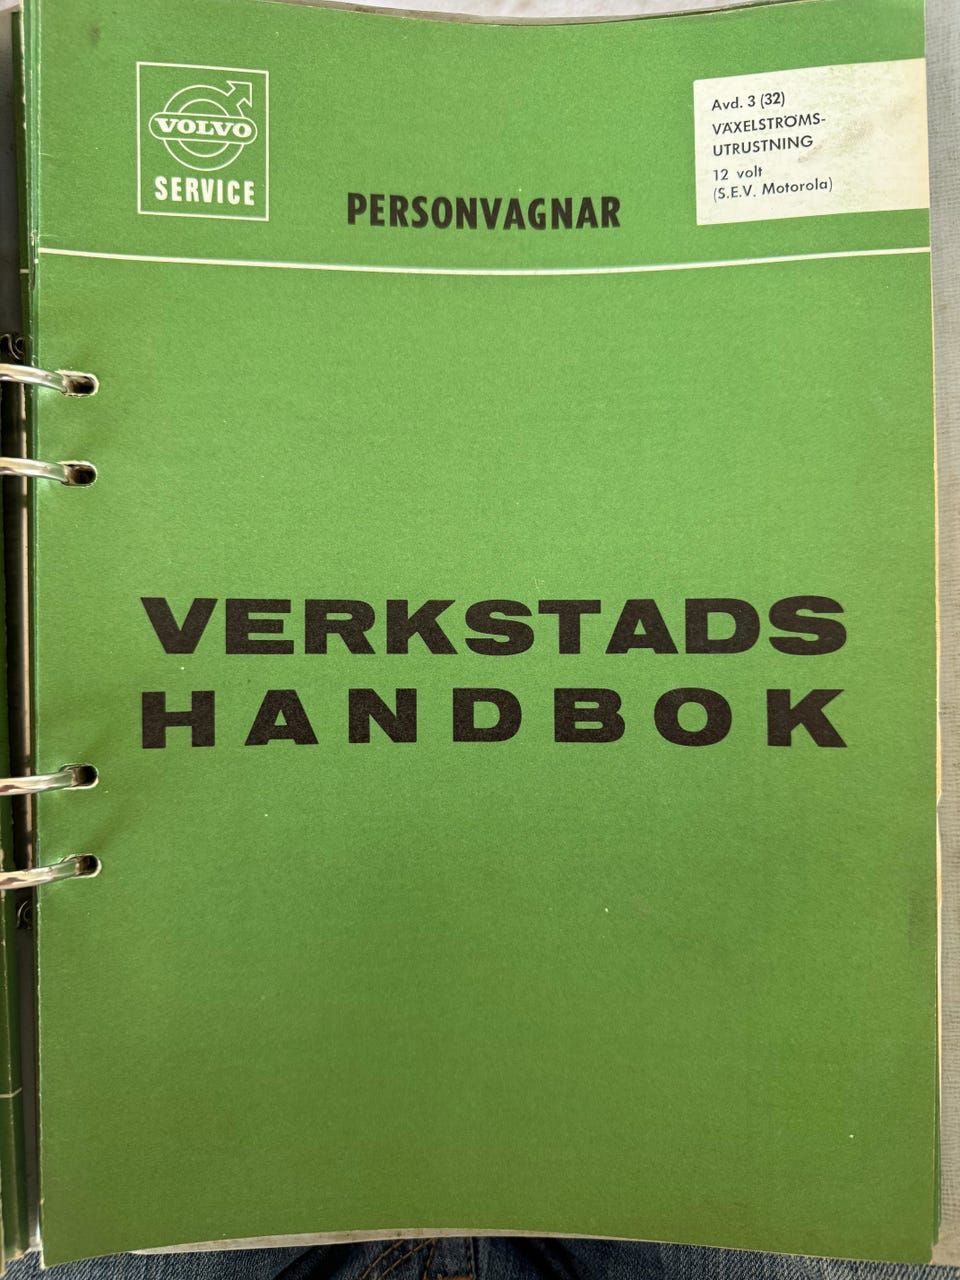 VOLVO
SERVICE
PERSONVAGNAR
Avd. 3 (32)
VÄXELSTRÖMS-
UTRUSTNING
12 volt
(S.E.V. Motorola)
VERKSTADS
HANDBOK